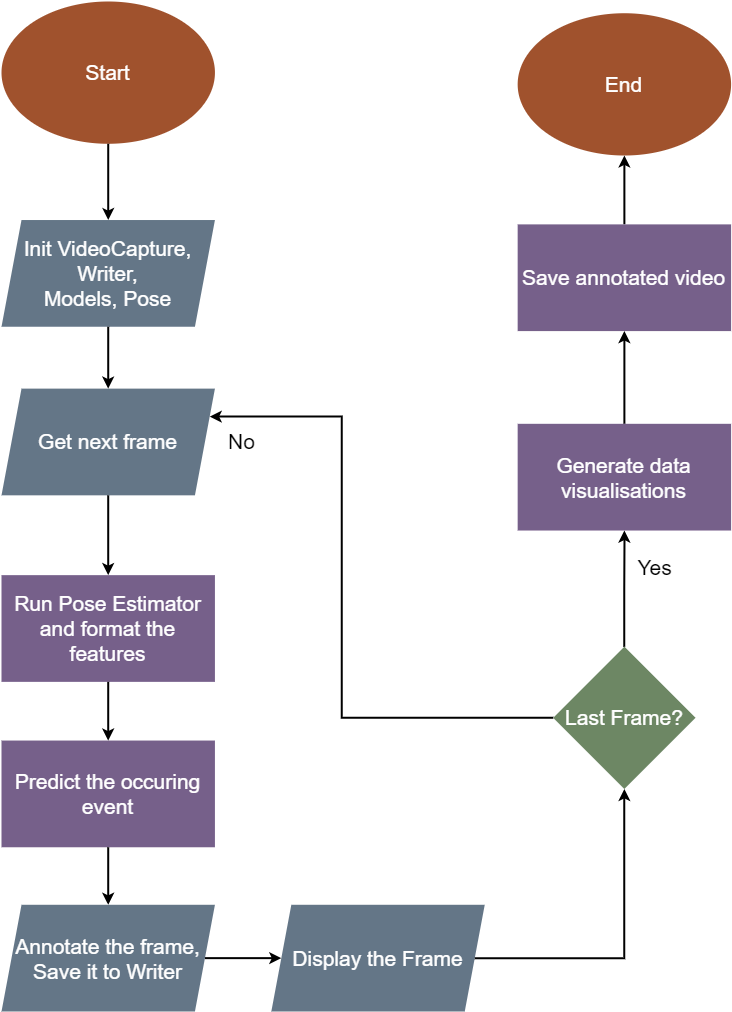 Start
Init VideoCapture,
Writer,
Models, Pose
Get next frame
Run Pose Estimator
and format the
features
Predict the occuring
event
Annotate the frame,
Save it to Writer
Display the Frame
Last Frame?
No
Yes
Generate data
visualisations
Save annotated video
End